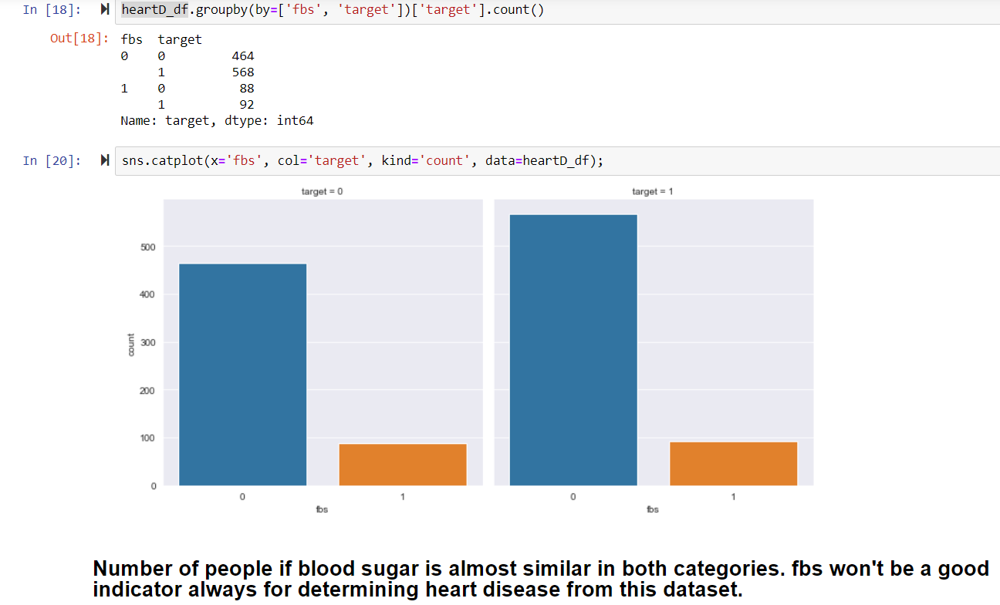 In [18]: heartD_df.groupby(by=['fbs', 'target'])['target'].count()
Out[18]: fbs target
0 0 464
1 568
1 0 88
1 92
Name: target, dtype: int64
In [20]: sns.catplot(x='fbs', col='target', kind='count', data=heartD_df);
target = 0 target = 1
500
400
300
200
100
0
count
0 1 0 1
fbs fbs
Number of people if blood sugar is almost similar in both categories. fbs won't be a good
indicator always for determining heart disease from this dataset.